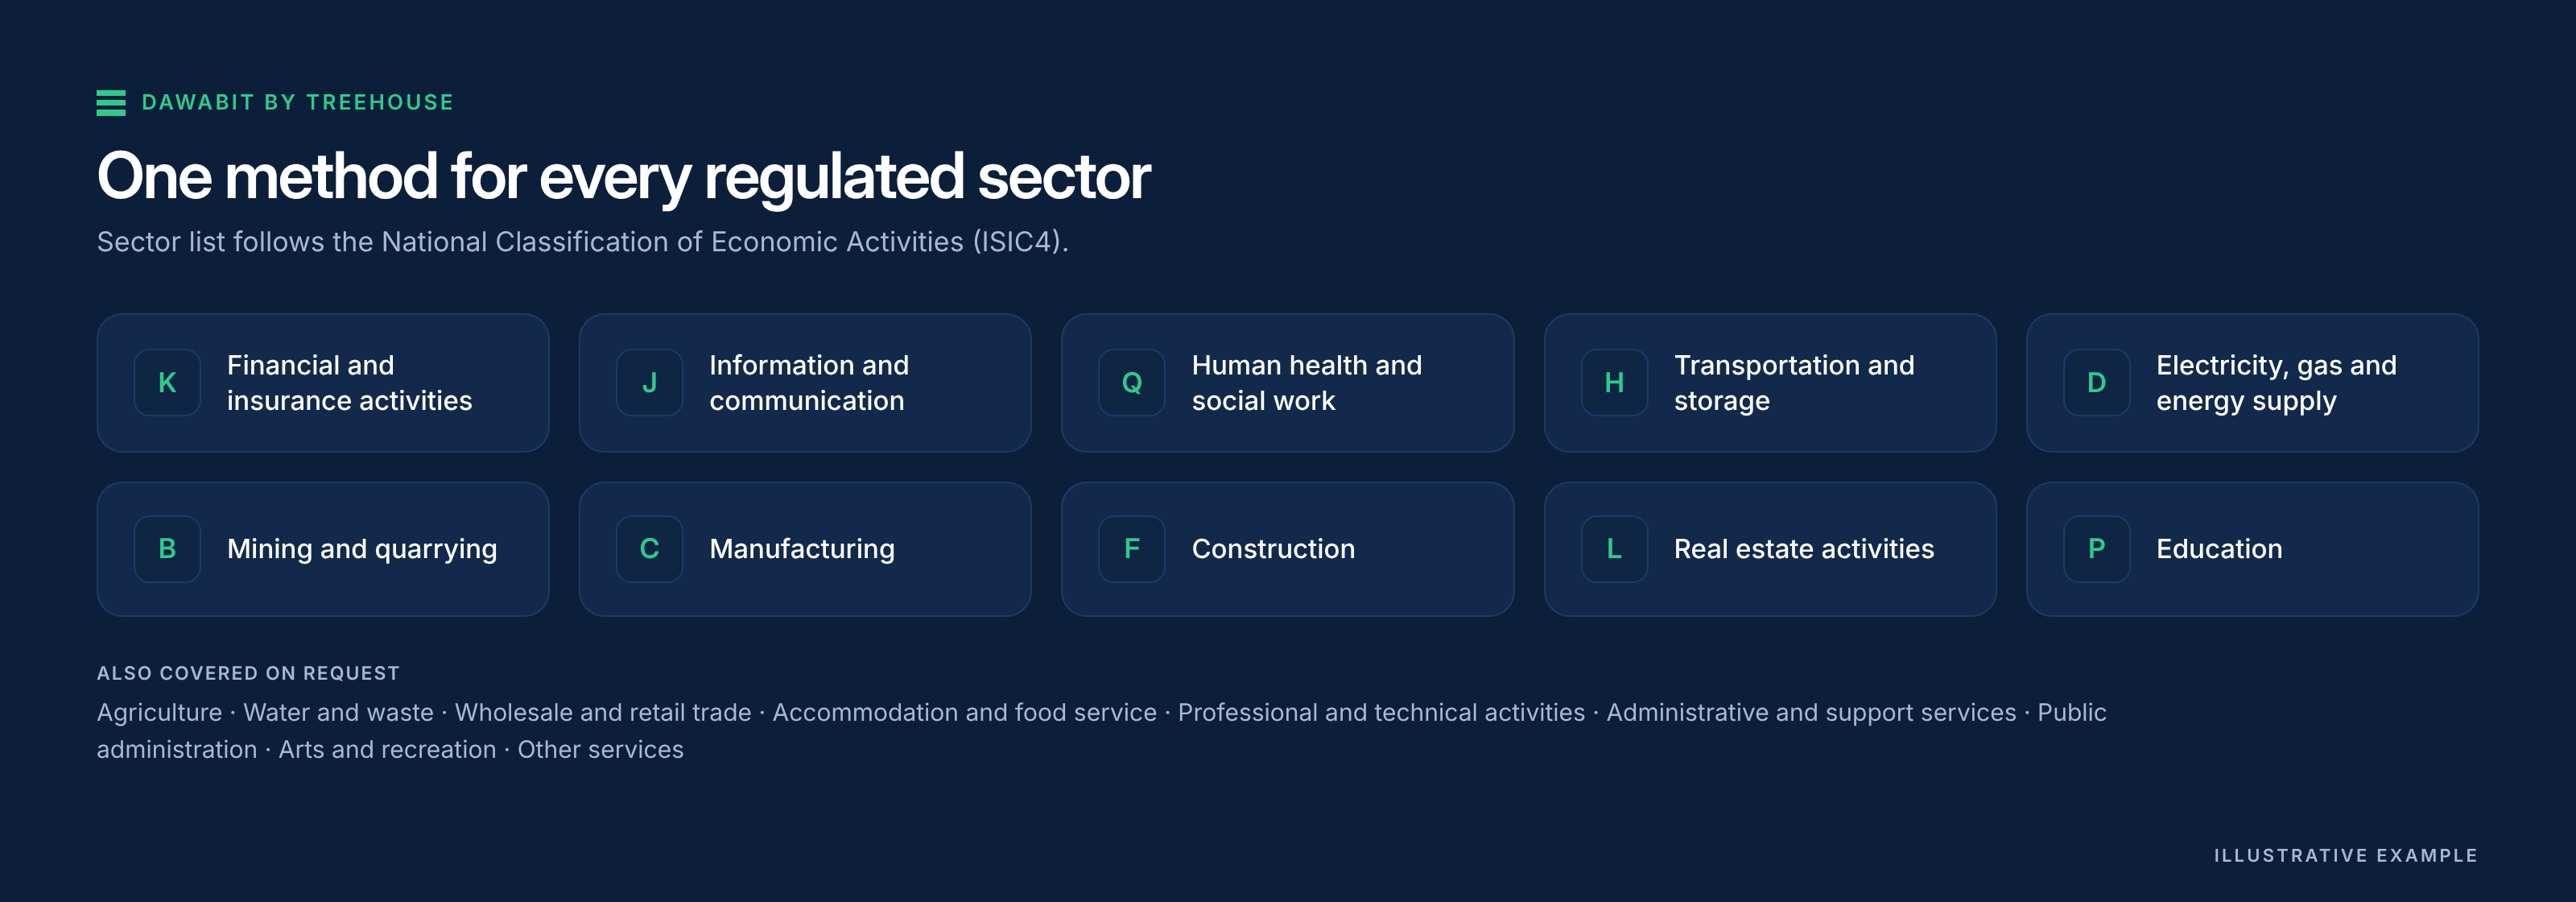 DAWABIT BY TREEHOUSE
One method for every regulated sector
Sector list follows the National Classification of Economic Activities (ISIC4).
K
Financial and
insurance activities
J
Information and
communication
Q
Human health and
social work
H
Transportation and
storage
D
Electricity, gas and
energy supply
B
Mining and quarrying
C
Manufacturing
F
Construction
L
Real estate activities
P
Education
ALSO COVERED ON REQUEST
Agriculture · Water and waste · Wholesale and retail trade · Accommodation and food service · Professional and technical activities · Administrative and support services · Public
administration · Arts and recreation · Other services
ILLUSTRATIVE EXAMPLE